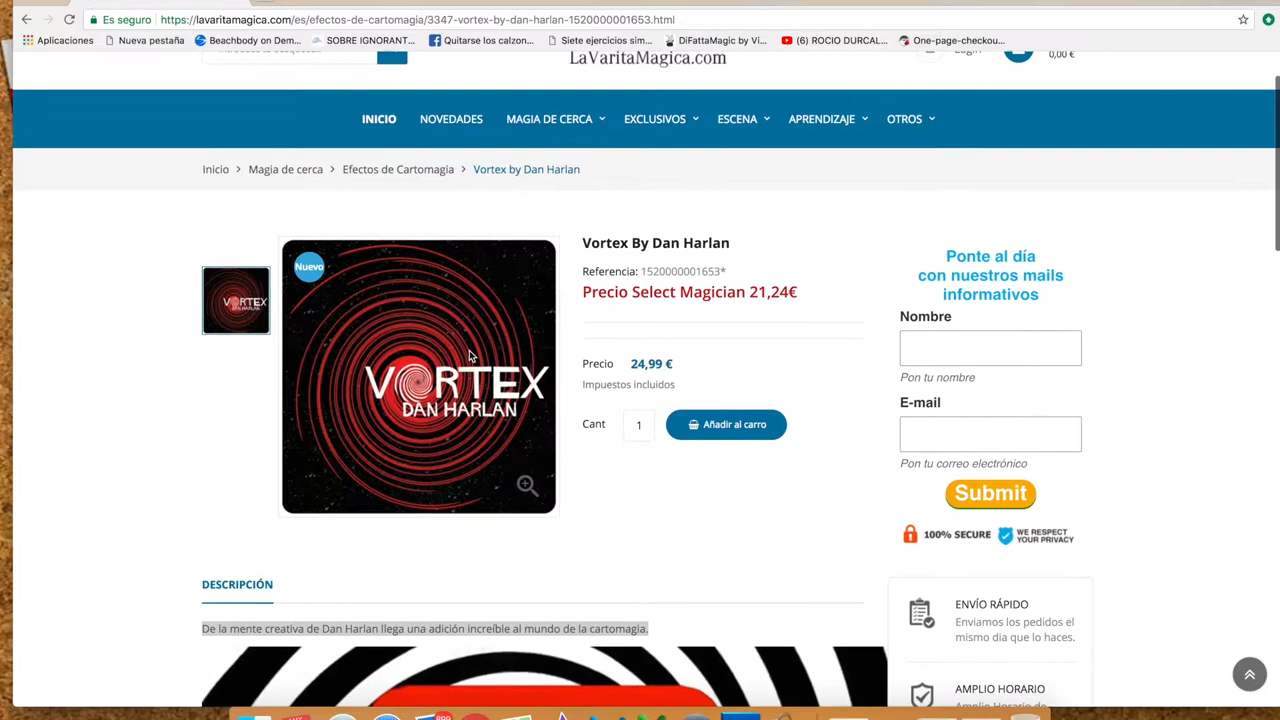 Es seguro https://lavaritamagica.com/es/efectos-de-cartomagia/3347-vortex-by-dan-harlan-1520000001653.html
Aplicaciones Nueva pestaña Beachbody on Dem... SOBRE IGNORANT... Quitarse los calzon... Siete ejercicios sim... DiFattaMagic by Vi... (6) ROCIO DURCAL... One-page-checkou...
LaVaritaMagica.com
0,00 €
INICIO NOVEDADES MAGIA DE CERCA EXCLUSIVOS ESCENA APRENDIZAJE OTROS
Inicio > Magia de cerca > Efectos de Cartomagia > Vortex by Dan Harlan
Nuevo
VORTEX
DAN HARLAN
VORTEX
DAN HARLAN
Vortex By Dan Harlan
Referencia: 1520000001653*
Precio Select Magician 21,24€
Precio 24,99 €
Impuestos incluidos
Cant 1 Añadir al carro
Ponte al día
con nuestros mails
informativos
Nombre
Pon tu nombre
E-mail
Pon tu correo electrónico
Submit
100% SECURE WE RESPECT
YOUR PRIVACY
DESCRIPCIÓN
De la mente creativa de Dan Harlan llega una adición increíble al mundo de la cartomagia.
ENVÍO RÁPIDO
Enviamos los pedidos el
mismo dia que lo haces.
AMPLIO HORARIO
899